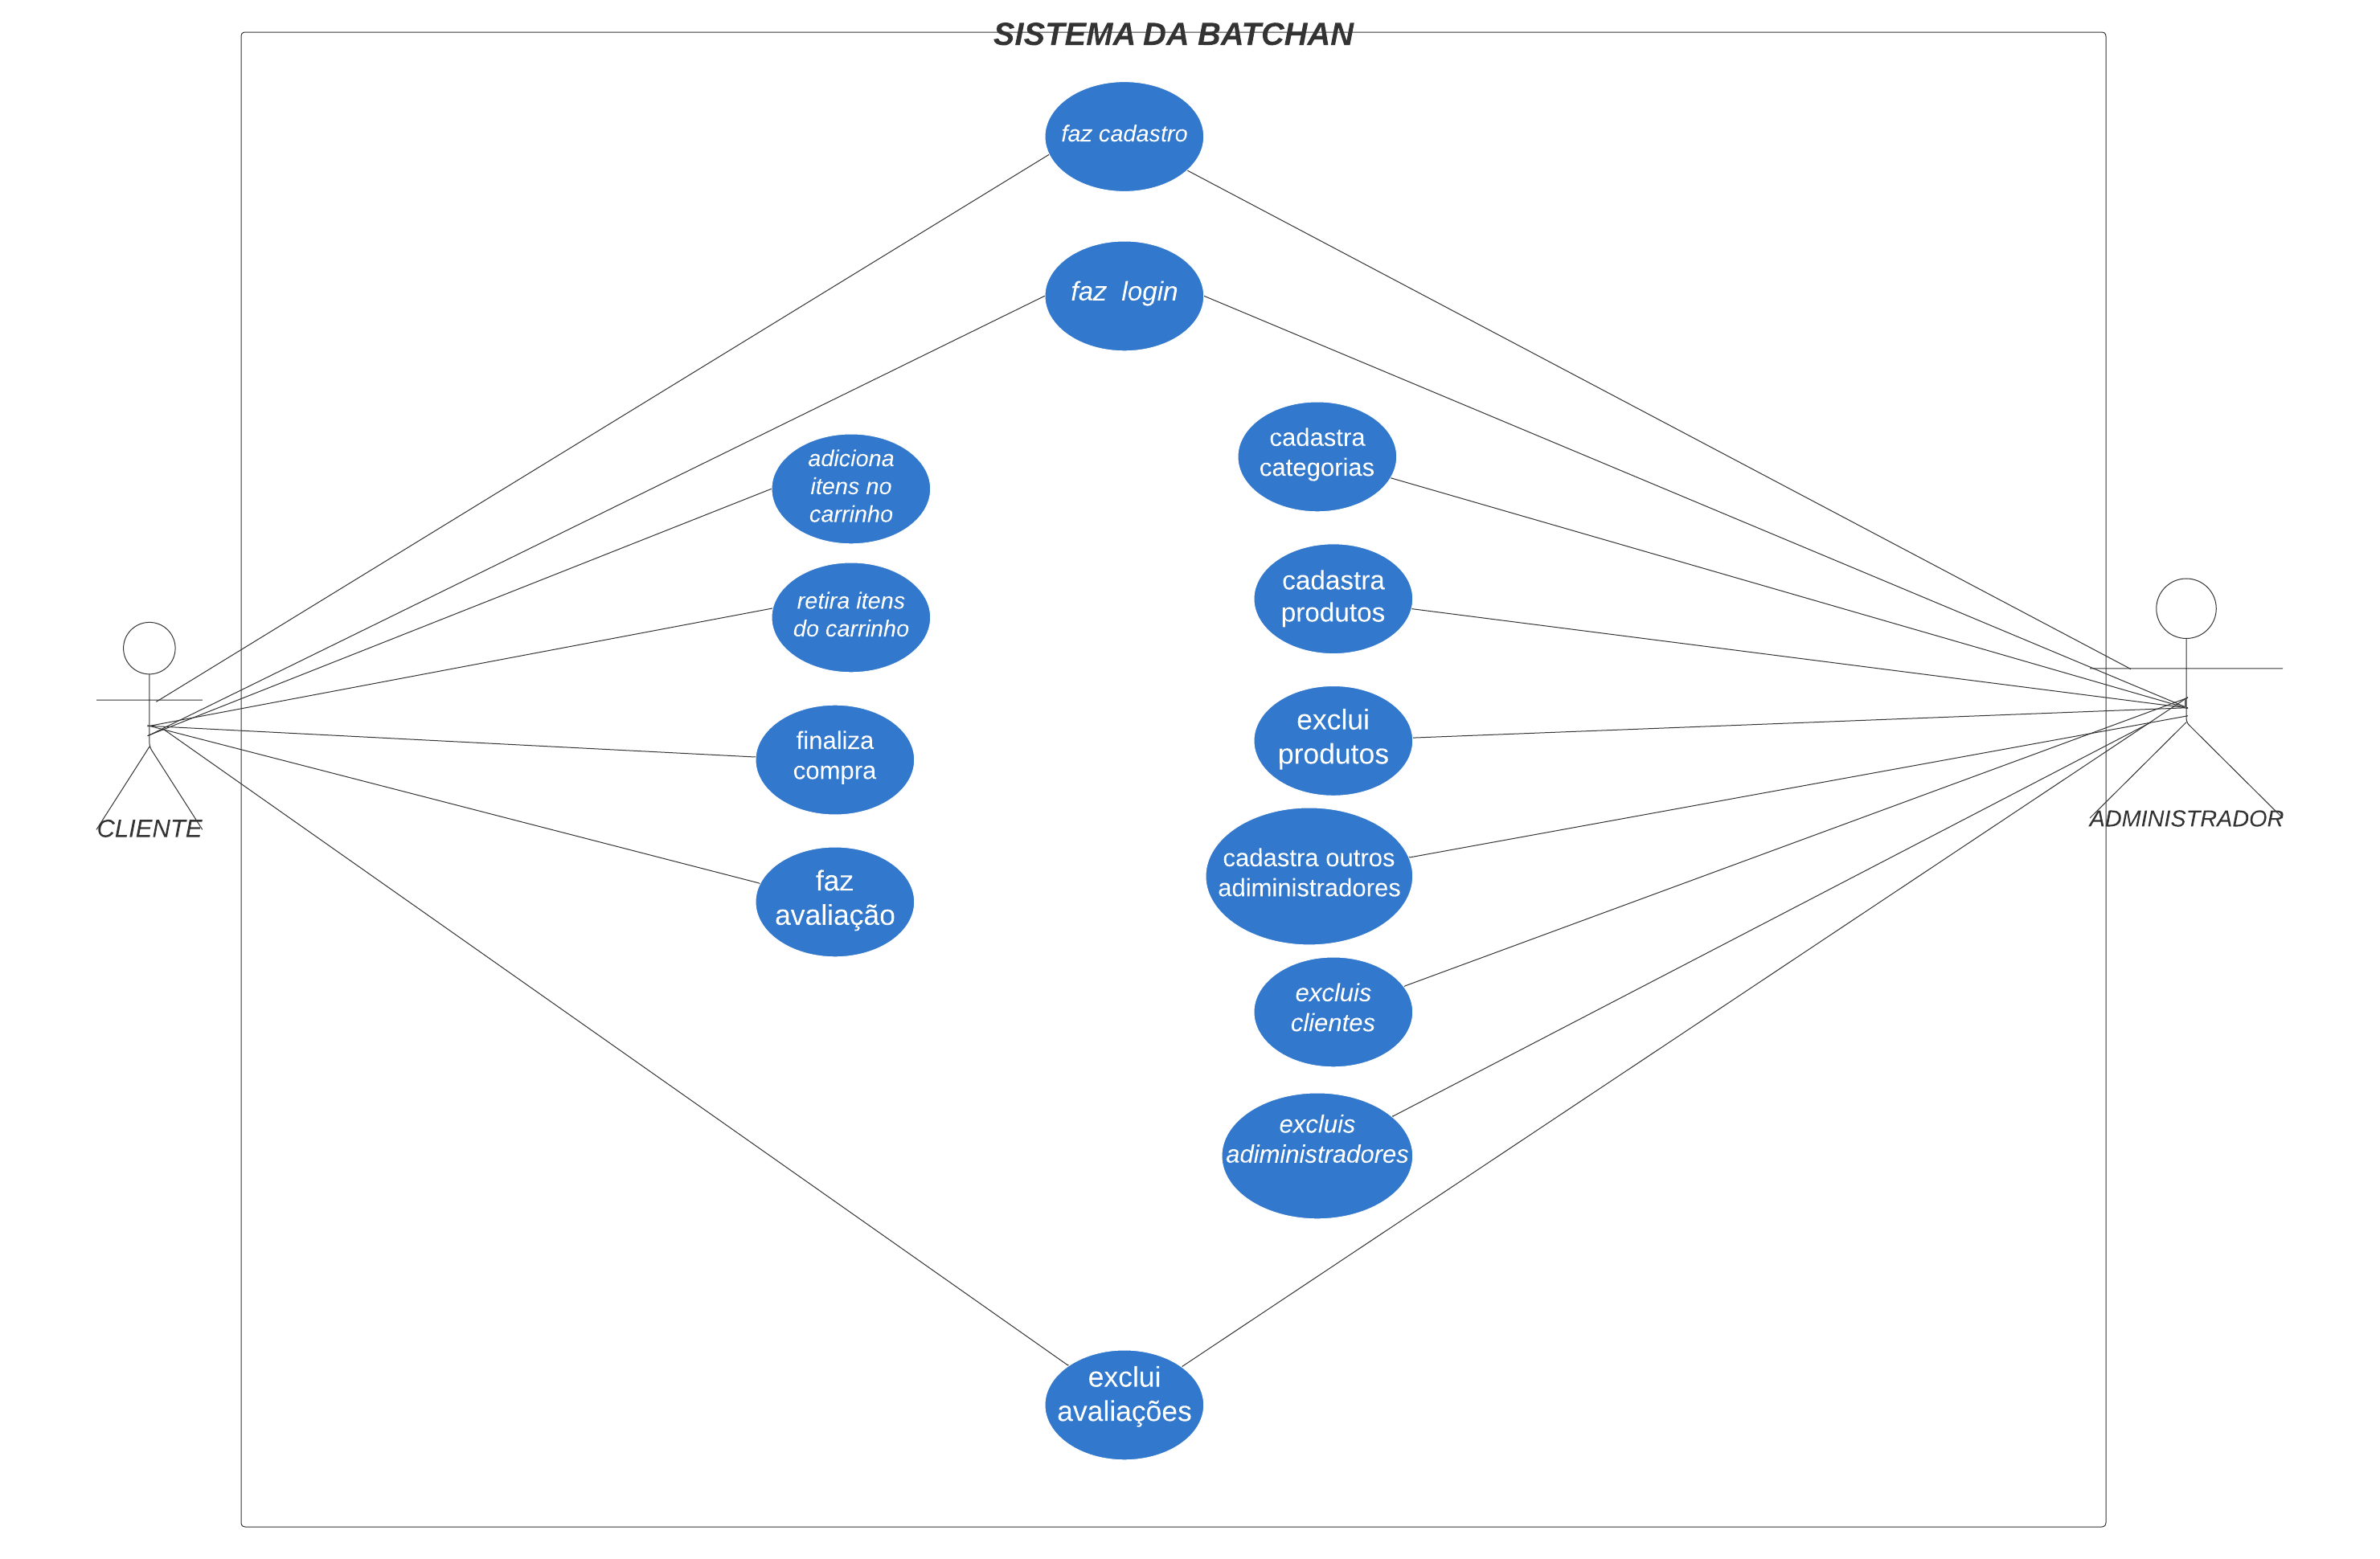 SISTEMA DA BATCHAN
faz cadastro
faz  login
adiciona
itens no
carrinho
retira itens
do carrinho
finaliza
compra
faz
avaliação
CLIENTE
cadastra
categorias
cadastra
produtos
exclui
produtos
cadastra outros
adiministradores
excluis
clientes
excluis
adiministradores
ADMINISTRADOR
exclui
avaliações